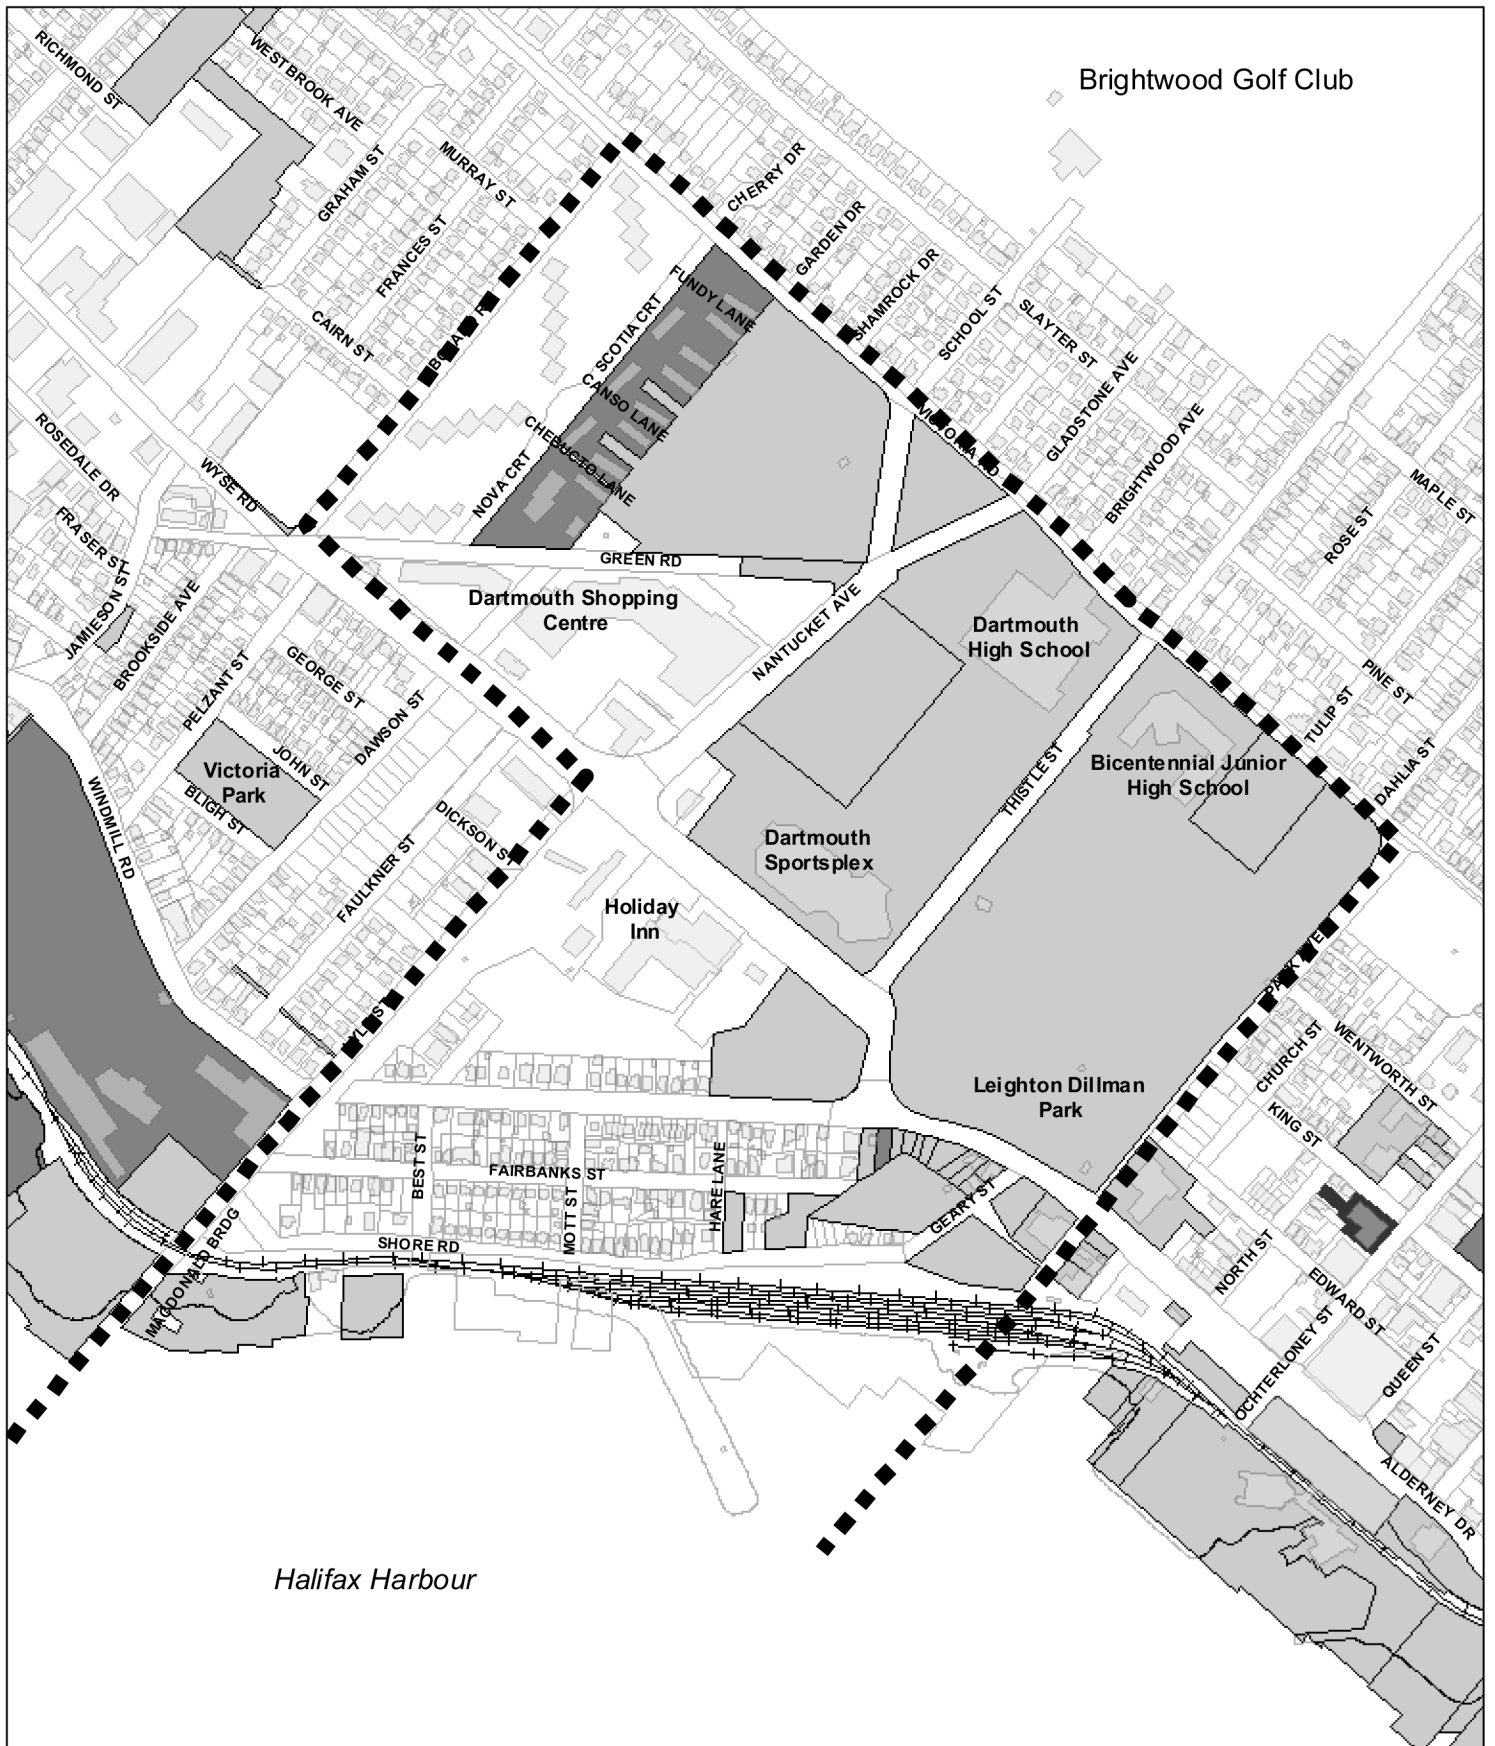 Brightwood Golf Club
RICHMOND ST
WESTBROOK AVE
GRAHAM ST
MURRAY ST
FRANCES ST
CAIRN ST
CHERRY DR
GARDEN DR
SHAMROCK DR
SCHOOL ST
SLAYTER ST
GLADSTONE AVE
BRIGHTWOOD AVE
VICTORIA RD
FUNDY LANE
SCOTIA CRT
CANSO LANE
CHEBUCTO LANE
NOVA CRT
GREEN RD
ROSEDALE DR
WYSE RD
FRASER ST
JAMIESON ST
BROOKSIDE AVE
MAPLE ST
ROSE ST
PINE ST
TULIP ST
DAHLIA ST
Dartmouth Shopping
Centre
NANTUCKET AVE
Dartmouth
High School
PELZANT ST
GEORGE ST
DAWSON ST
JOHN ST
Victoria
Park
BLIGH ST
WINDMILL RD
DICKSON ST
FAULKNER ST
THISTLE ST
Bicentennial Junior
High School
Dartmouth
Sportsplex
Holiday
Inn
Leighton Dillman
Park
CHURCH ST
WENTWORTH ST
KING ST
BEST ST
FAIRBANKS ST
MOTT ST
HARE LANE
GEARY ST
SHORE RD
MACDONALD BRDG
NORTH ST
EDWARD ST
OCHTERLONEY ST
QUEEN ST
ALDERNEY DR
Halifax Harbour